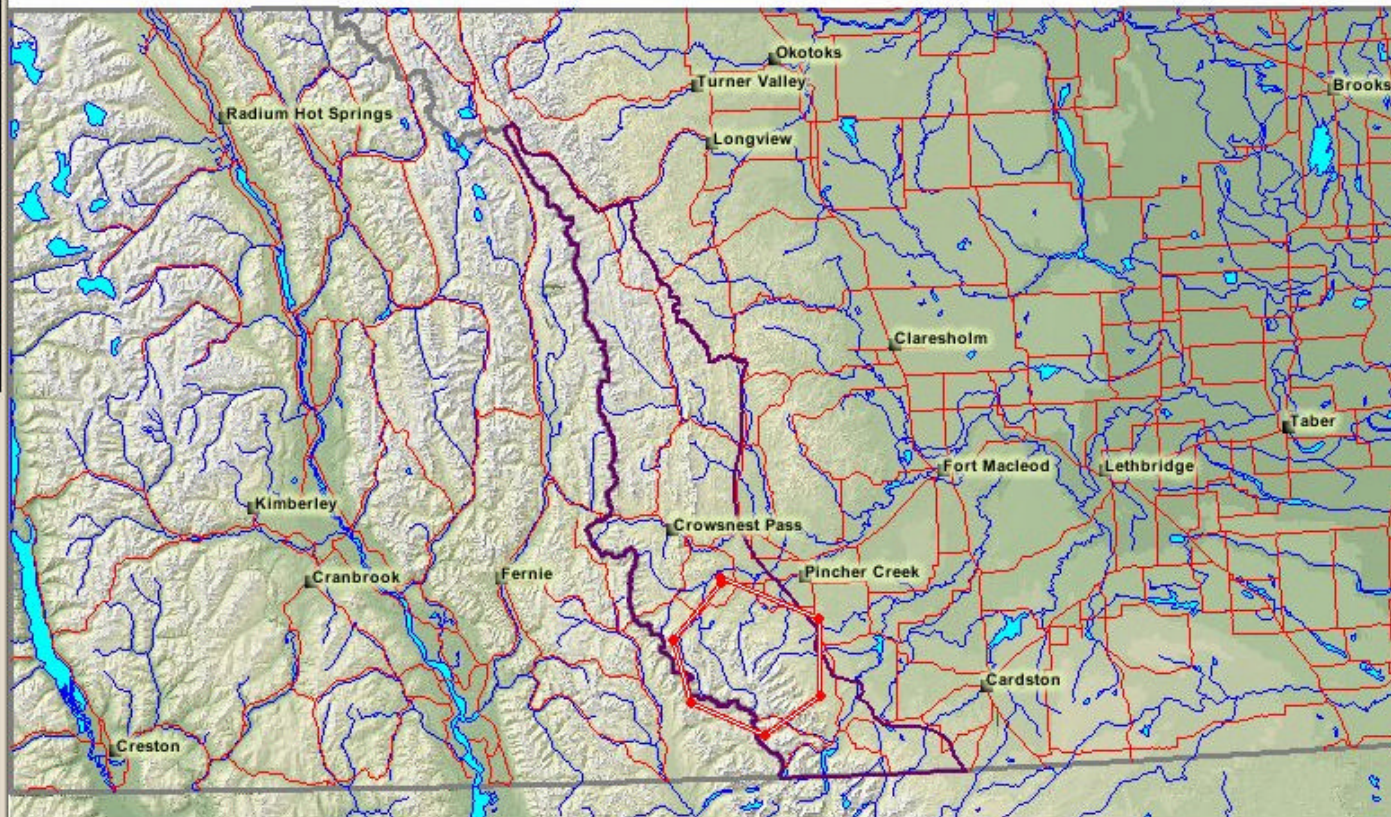 Okotoks
Turner Valley
Brooks
Radium Hot Springs
Longview
Claresholm
Taber
Fort Macleod
Lethbridge
Kimberley
Crowsnest Pass
Cranbrook
Fernie
Pincher Creek
Cardston
Creston